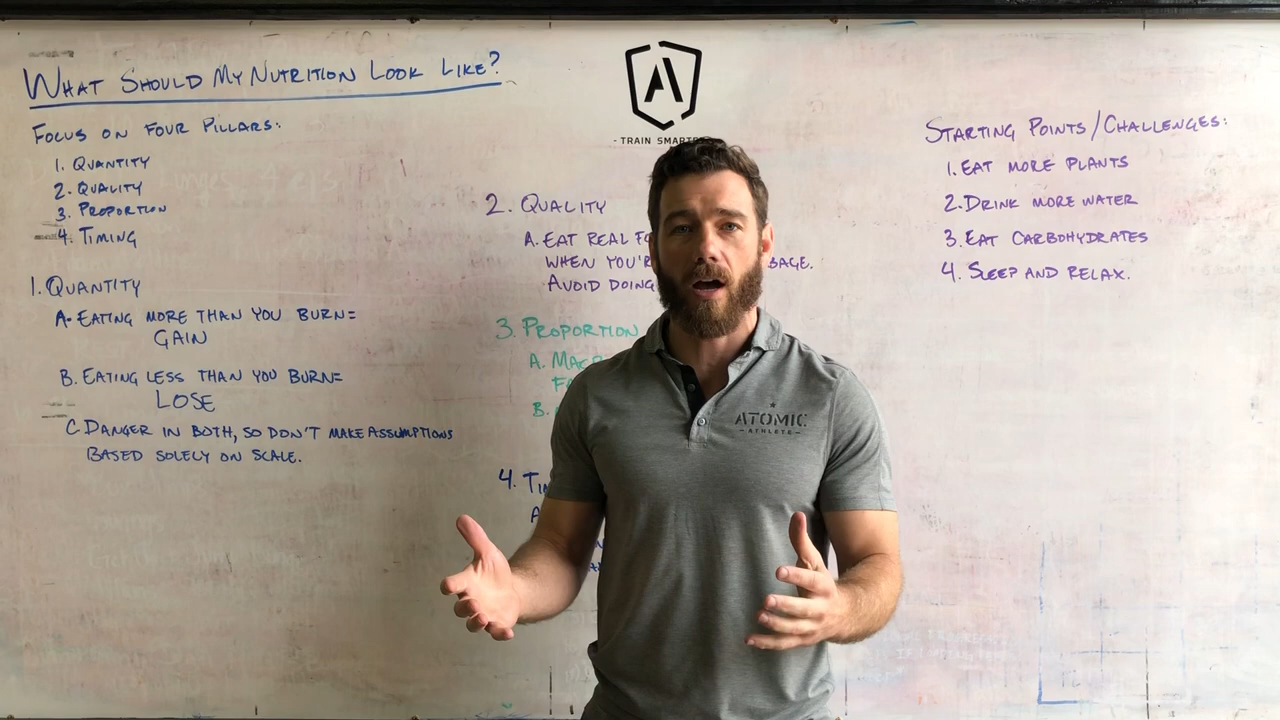 WHAT SHOULD MY NUTRITION LOOK LIKE?
FOCUS ON FOUR PILLARS:
1. QUANTITY
2. QUALITY
3. PROPORTION
4. TIMING
1. QUANTITY
A. EATING MORE THAN YOU BURN=
GAIN
B. EATING LESS THAN YOU BURN=
LOSE
C. DANGER IN BOTH, SO DON'T MAKE ASSUMPTIONS
BASED SOLELY ON SCALE.
A
- TRAIN SMARTER
2. QUALITY
A. EAT REAL
WHEN YOU'R
AVOID DOING
3. PROPORTION
A.
B.
4.
A
STARTING POINTS/CHALLENGES:
1. EAT MORE PLANTS
2. DRINK MORE WATER
3. EAT CARBOHYDRATES
4. SLEEP AND RELAX.
ATOMIC
-ATHLETE-